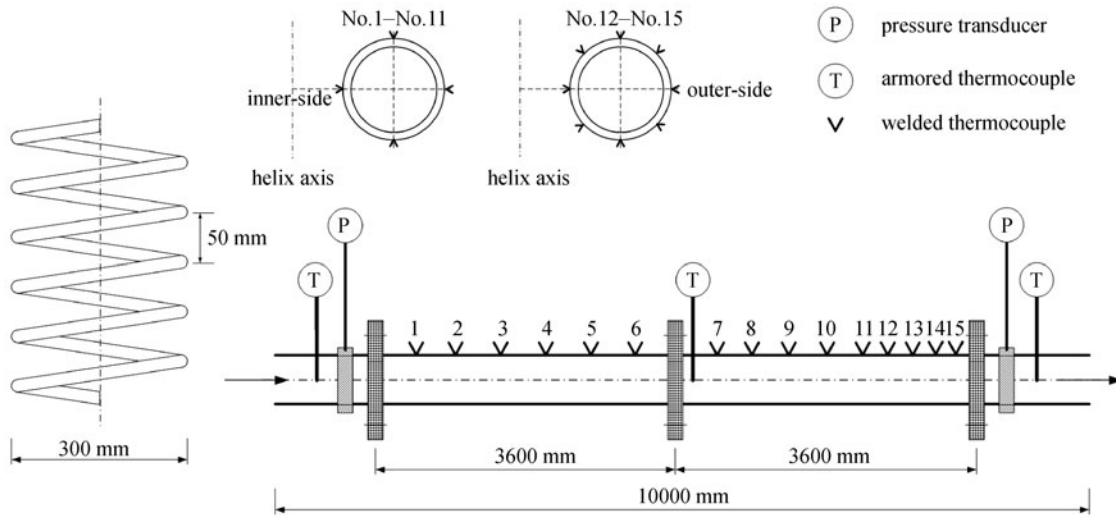 No.1–No.11
No.12–No.15
P
pressure transducer
T
armored thermocouple
welded thermocouple
inner-side
outer-side
helix axis
helix axis
50 mm
300 mm
P
P
T
T
T
1 2 3 4 5 6 7 8 9 10 11 12 13 14 15
3600 mm
3600 mm
10000 mm